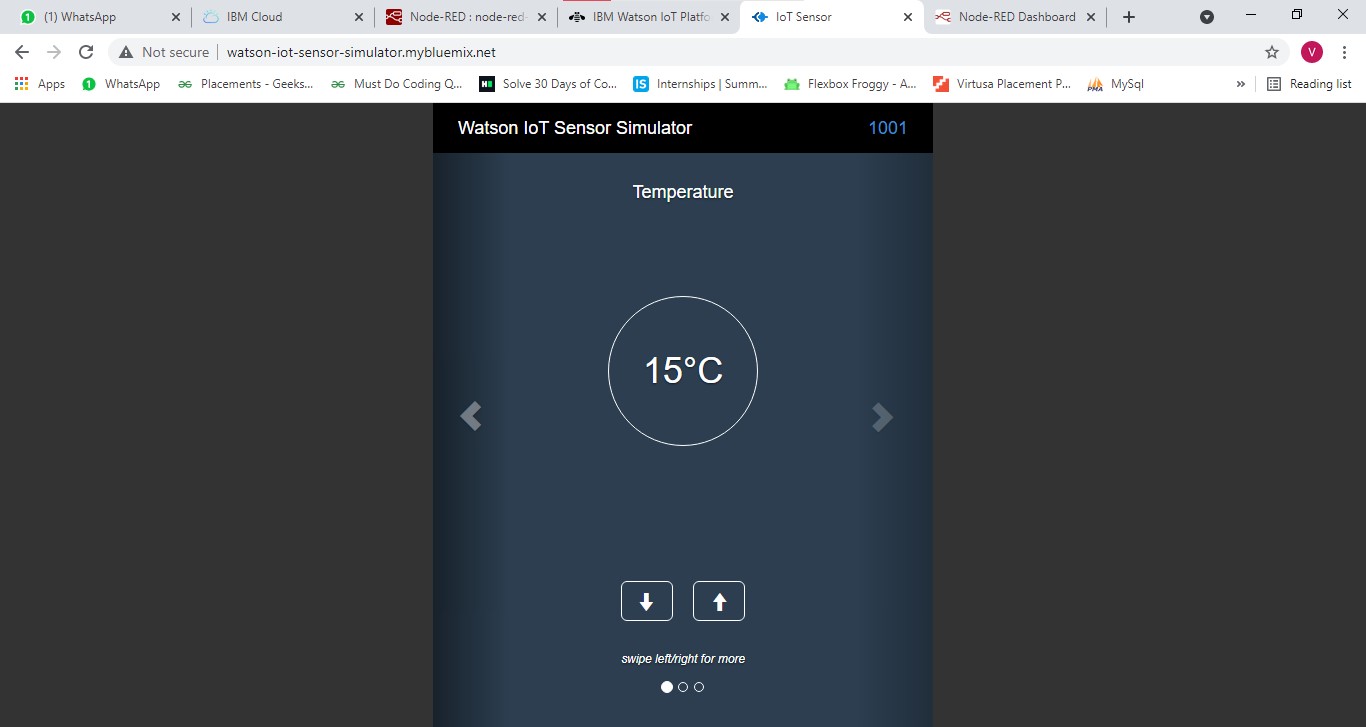 (1) WhatsApp
IBM Cloud
Node-RED : node-red-
IBM Watson IoT Platfo
IoT Sensor
Node-RED Dashboard
Not secure
watson-iot-sensor-simulator.mybluemix.net
V
Apps
WhatsApp
Placements - Geeks...
Must Do Coding Q...
Solve 30 Days of Co...
IS
Internships | Summ...
Flexbox Froggy - A...
Virtusa Placement P...
MySql
»
Reading list
Watson IoT Sensor Simulator
1001
Temperature
15°C
swipe left/right for more